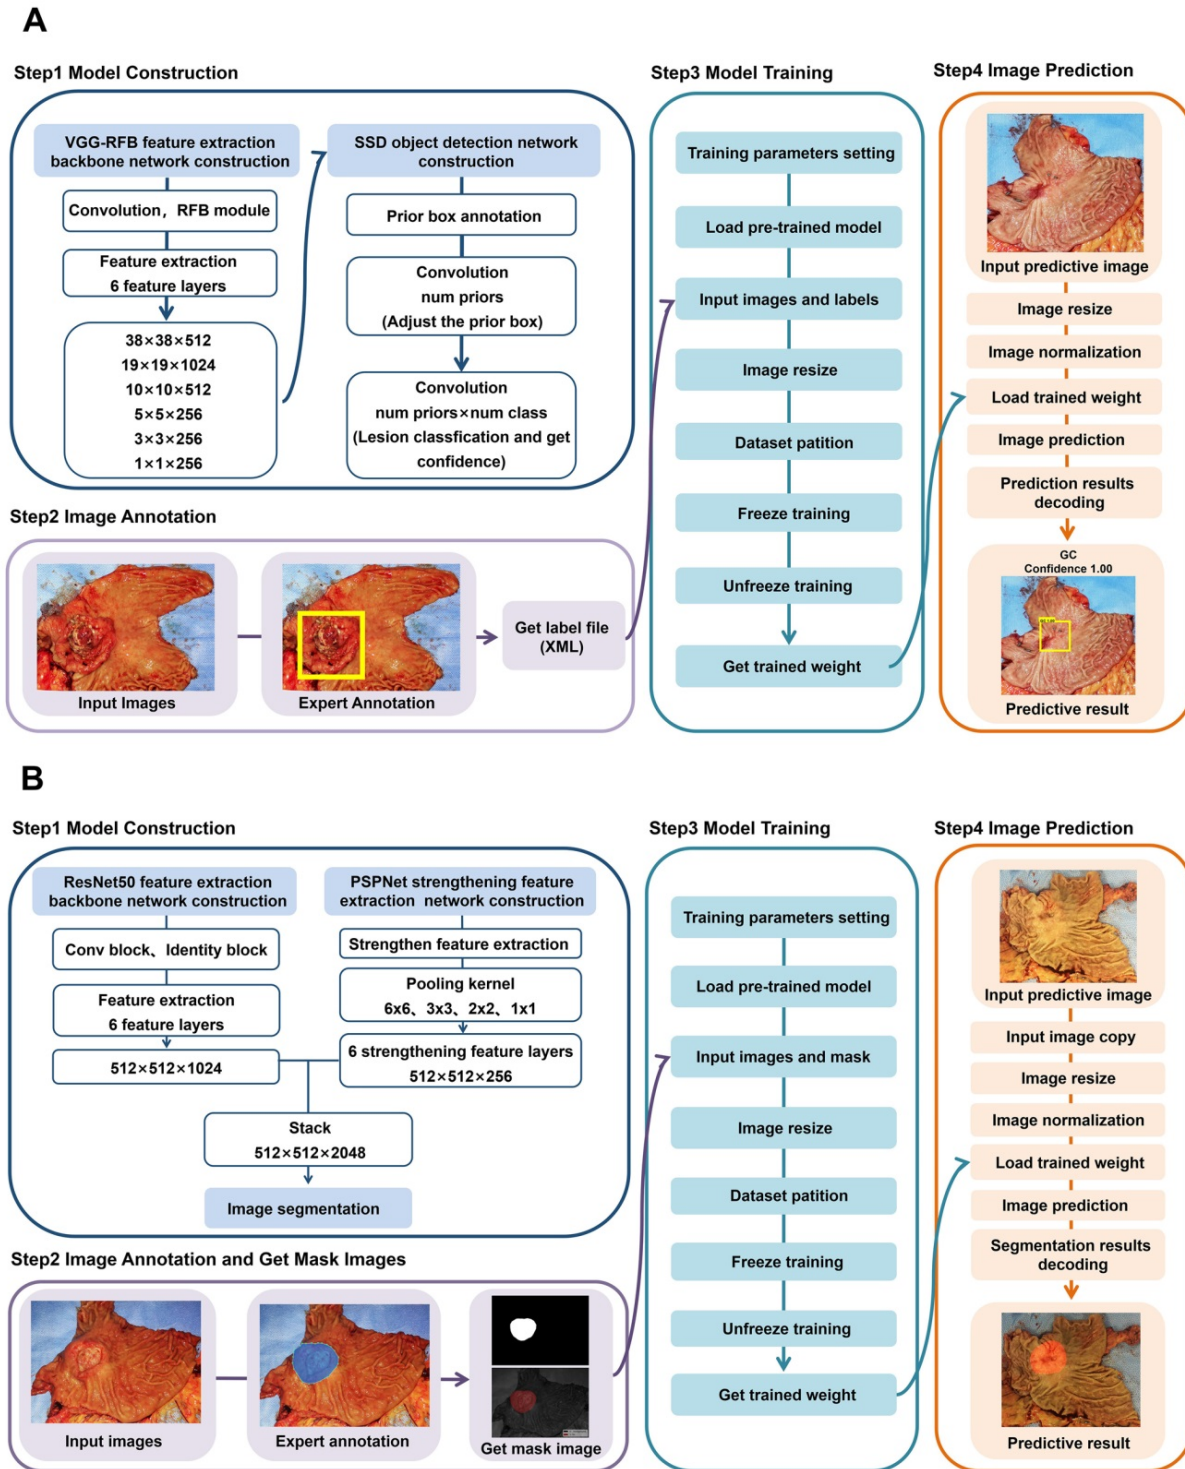 A
Step1 Model Construction
VGG-RFB feature extraction
backbone network construction
Convolution, RFB module
Feature extraction
6 feature layers
38×38×512
19×19×1024
10×10×512
5×5×256
3×3×256
1×1×256
SSD object detection network
construction
Prior box annotation
Convolution
num priors
(Adjust the prior box)
Convolution
num priors×num class
(Lesion classfication and get
confidence)
Step2 Image Annotation
Input Images
Expert Annotation
Get label file
(XML)
Step3 Model Training
Training parameters setting
Load pre-trained model
Input images and labels
Image resize
Dataset patition
Freeze training
Unfreeze training
Get trained weight
Step4 Image Prediction
Input predictive image
Image resize
Image normalization
Load trained weight
Image prediction
Prediction results
decoding
GC
Confidence 1.00
Predictive result
B
Step1 Model Construction
ResNet50 feature extraction
backbone network construction
Conv block、Identity block
Feature extraction
6 feature layers
512×512×1024
PSPNet strengthening feature
extraction network construction
Strengthen feature extraction
Pooling kernel
6x6、3x3、2x2、1x1
6 strengthening feature layers
512×512×256
Stack
512×512×2048
Image segmentation
Step2 Image Annotation and Get Mask Images
Input images
Expert annotation
Get mask image
Step3 Model Training
Training parameters setting
Load pre-trained model
Input images and mask
Image resize
Dataset patition
Freeze training
Unfreeze training
Get trained weight
Step4 Image Prediction
Input predictive image
Input image copy
Image resize
Image normalization
Load trained weight
Image prediction
Segmentation results
decoding
Predictive result